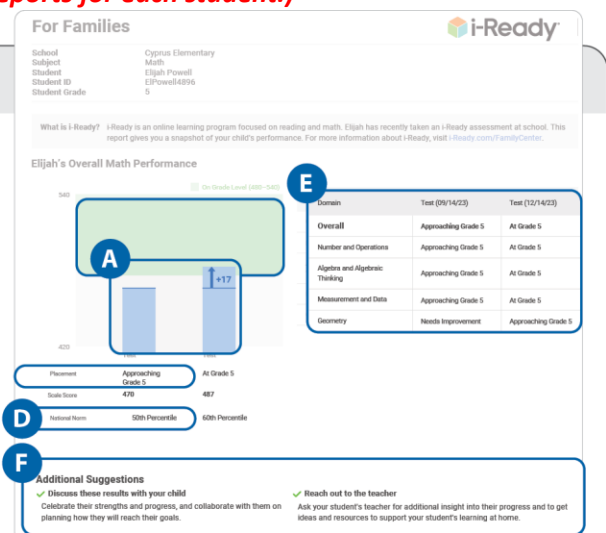 ports for each student.)
For Families
i-Ready
School Cyprus Elementary
Subject Math
Student Elijah Powell
Student ID ElPowell4896
Student Grade 5
What is i-Ready? i-Ready is an online learning program focused on reading and math. Elijah has recently taken an i-Ready assessment at school. This
report gives you a snapshot of your child's performance. For more information about i-Ready, visit i-Ready.com/FamilyCenter.
Elijah's Overall Math Performance
On Grade Level (480–540)
540
A
+17
420
Test Test
Placement Approaching Grade 5 At Grade 5
Scale Score 470 487
D
National Norm 50th Percentile 60th Percentile
E
Domain Test (09/14/23) Test (12/14/23)
Overall Approaching Grade 5 At Grade 5
Number and Operations Approaching Grade 5 At Grade 5
Algebra and Algebraic Thinking Approaching Grade 5 At Grade 5
Measurement and Data Approaching Grade 5 At Grade 5
Geometry Needs Improvement Approaching Grade 5
F
Additional Suggestions
Discuss these results with your child
Celebrate their strengths and progress, and collaborate with them on
planning how they will reach their goals.
Reach out to the teacher
Ask your student's teacher for additional insight into their progress and to get
ideas and resources to support your student's learning at home.